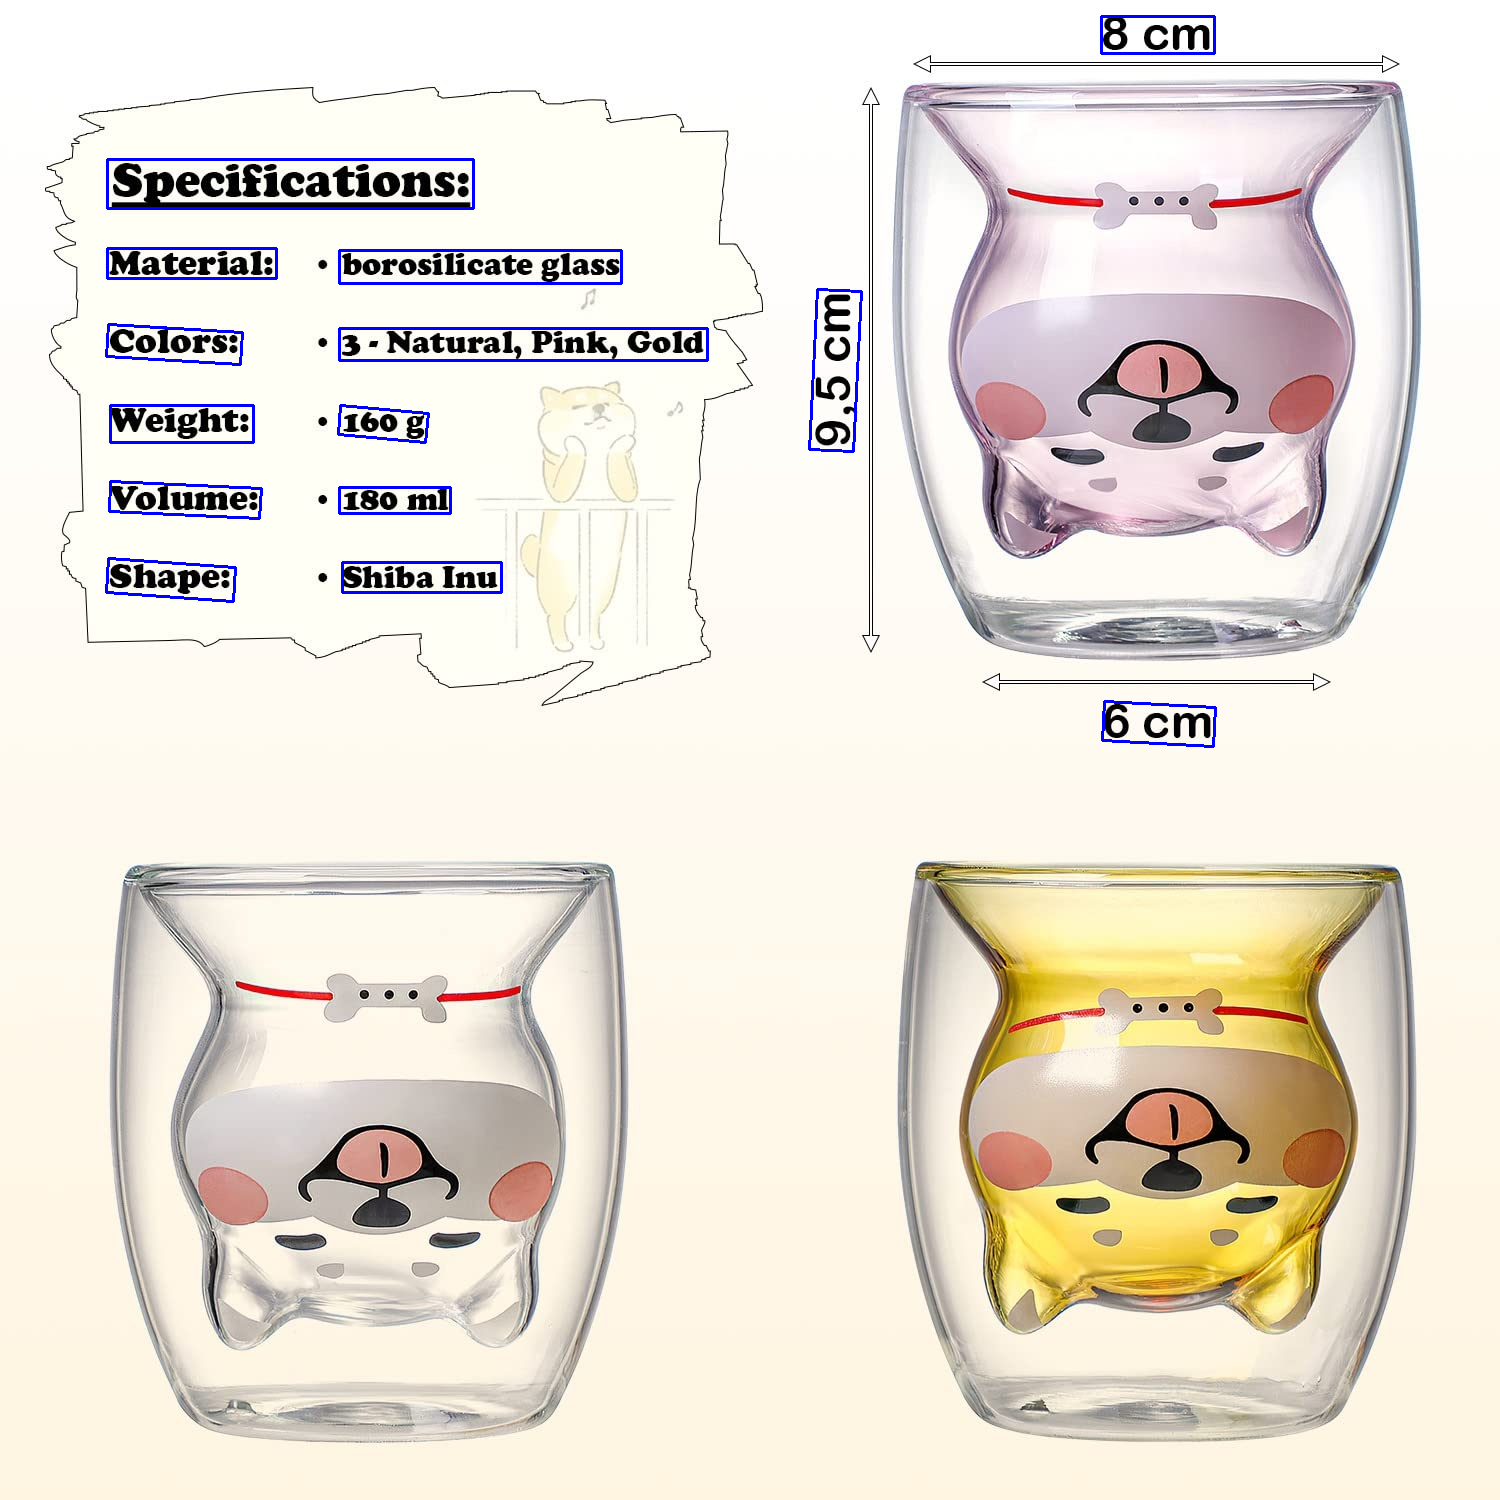 Specifications:
Material: • borosilicate glass
Colors: • 3 - Natural, Pink, Gold
Weight: • 160 g
Volume: • 180 ml
Shape: • Shiba Inu
8 cm
9,5 cm
6 cm